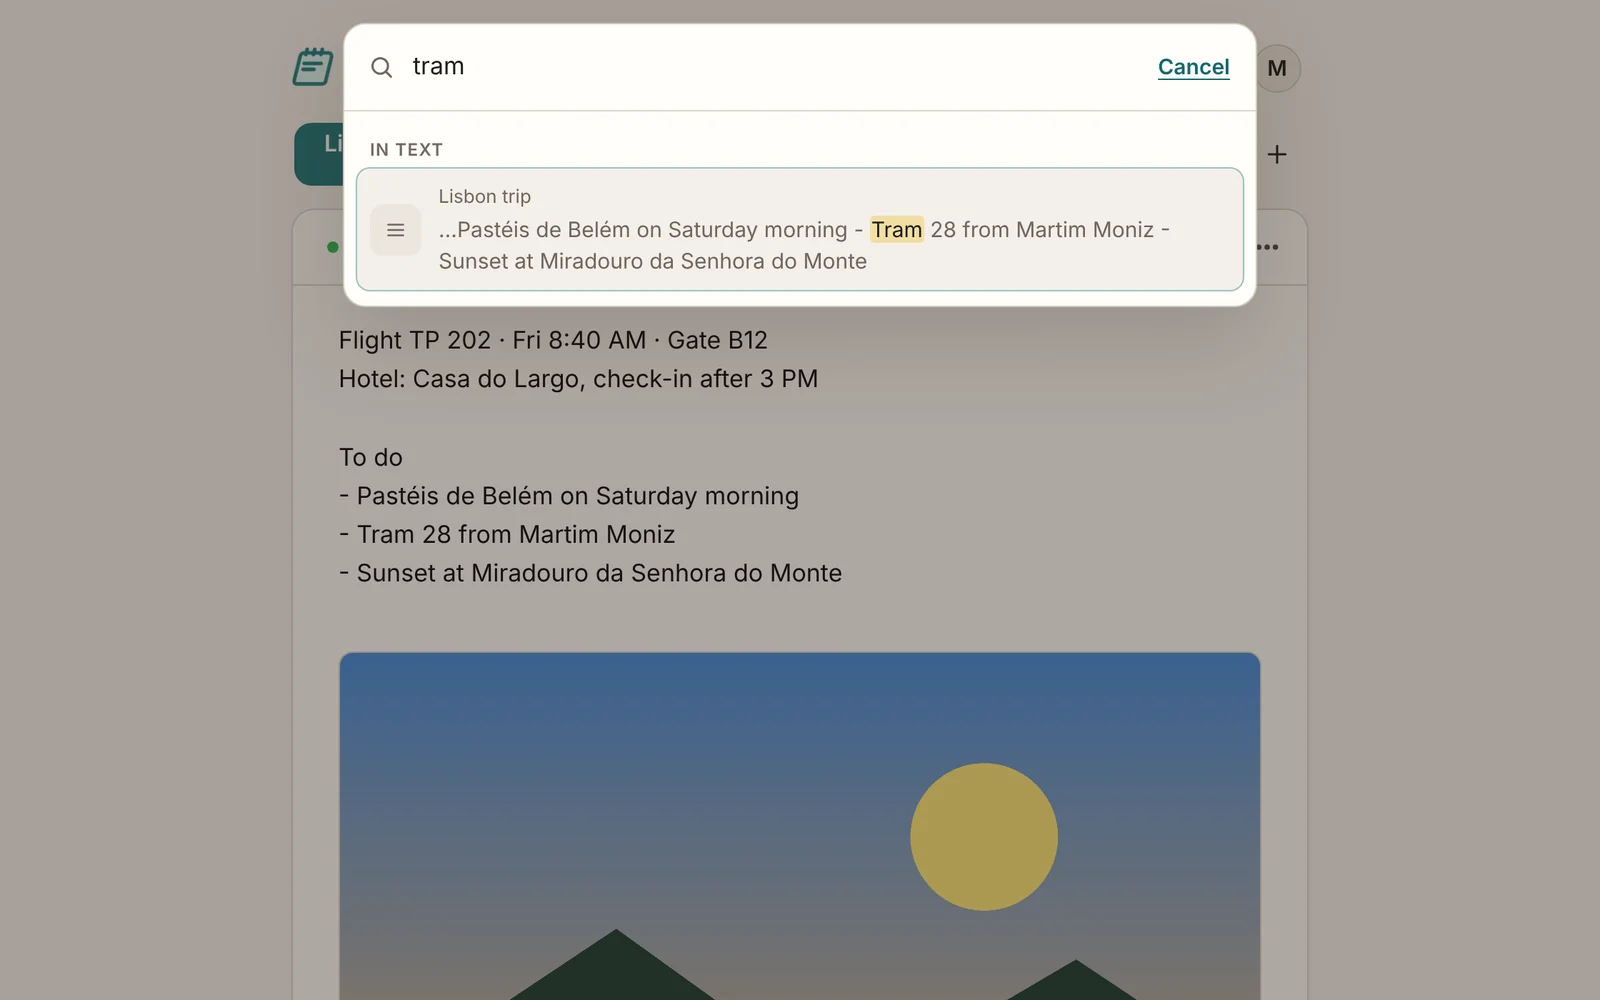 tram
Cancel
M
Li
IN TEXT
Lisbon trip
...Pastéis de Belém on Saturday morning - Tram 28 from Martim Moniz -
Sunset at Miradouro da Senhora do Monte
Flight TP 202 · Fri 8:40 AM · Gate B12
Hotel: Casa do Largo, check-in after 3 PM
To do
- Pastéis de Belém on Saturday morning
- Tram 28 from Martim Moniz
- Sunset at Miradouro da Senhora do Monte